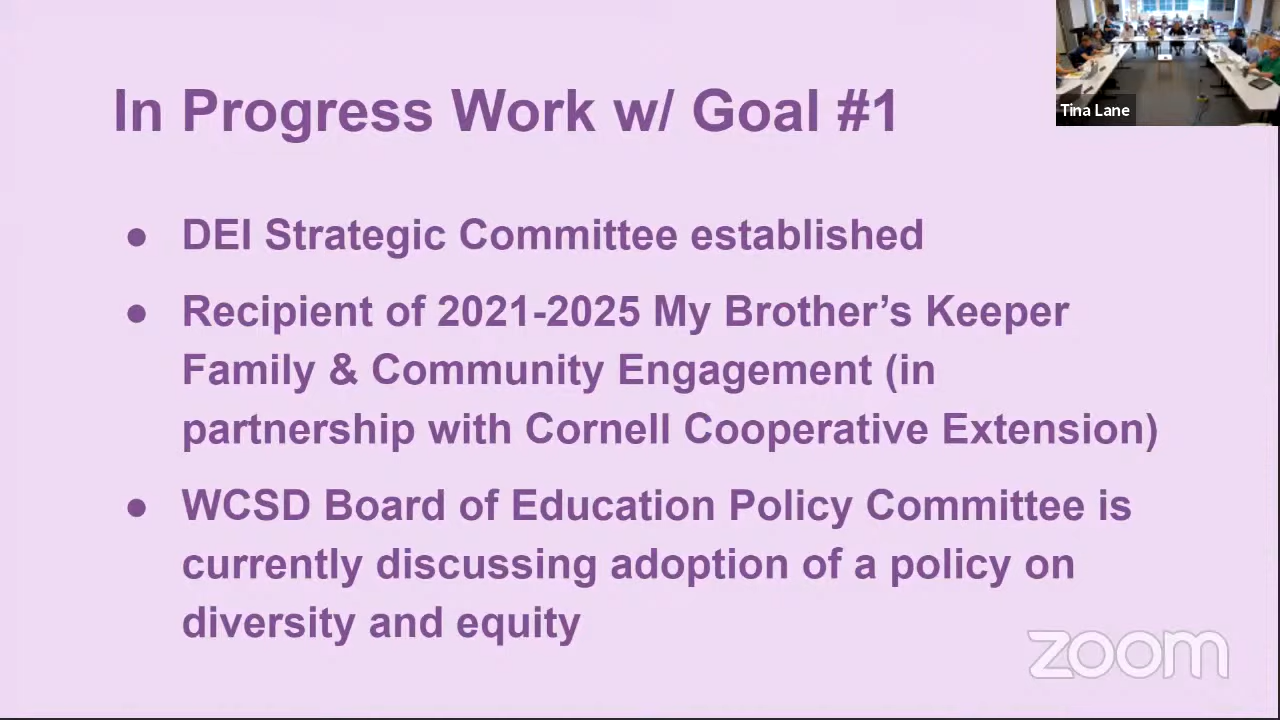 In Progress Work w/ Goal #1
Tina Lane
● DEI Strategic Committee established
● Recipient of 2021-2025 My Brother’s Keeper
Family & Community Engagement (in
partnership with Cornell Cooperative Extension)
● WCSD Board of Education Policy Committee is
currently discussing adoption of a policy on
diversity and equity
zoom